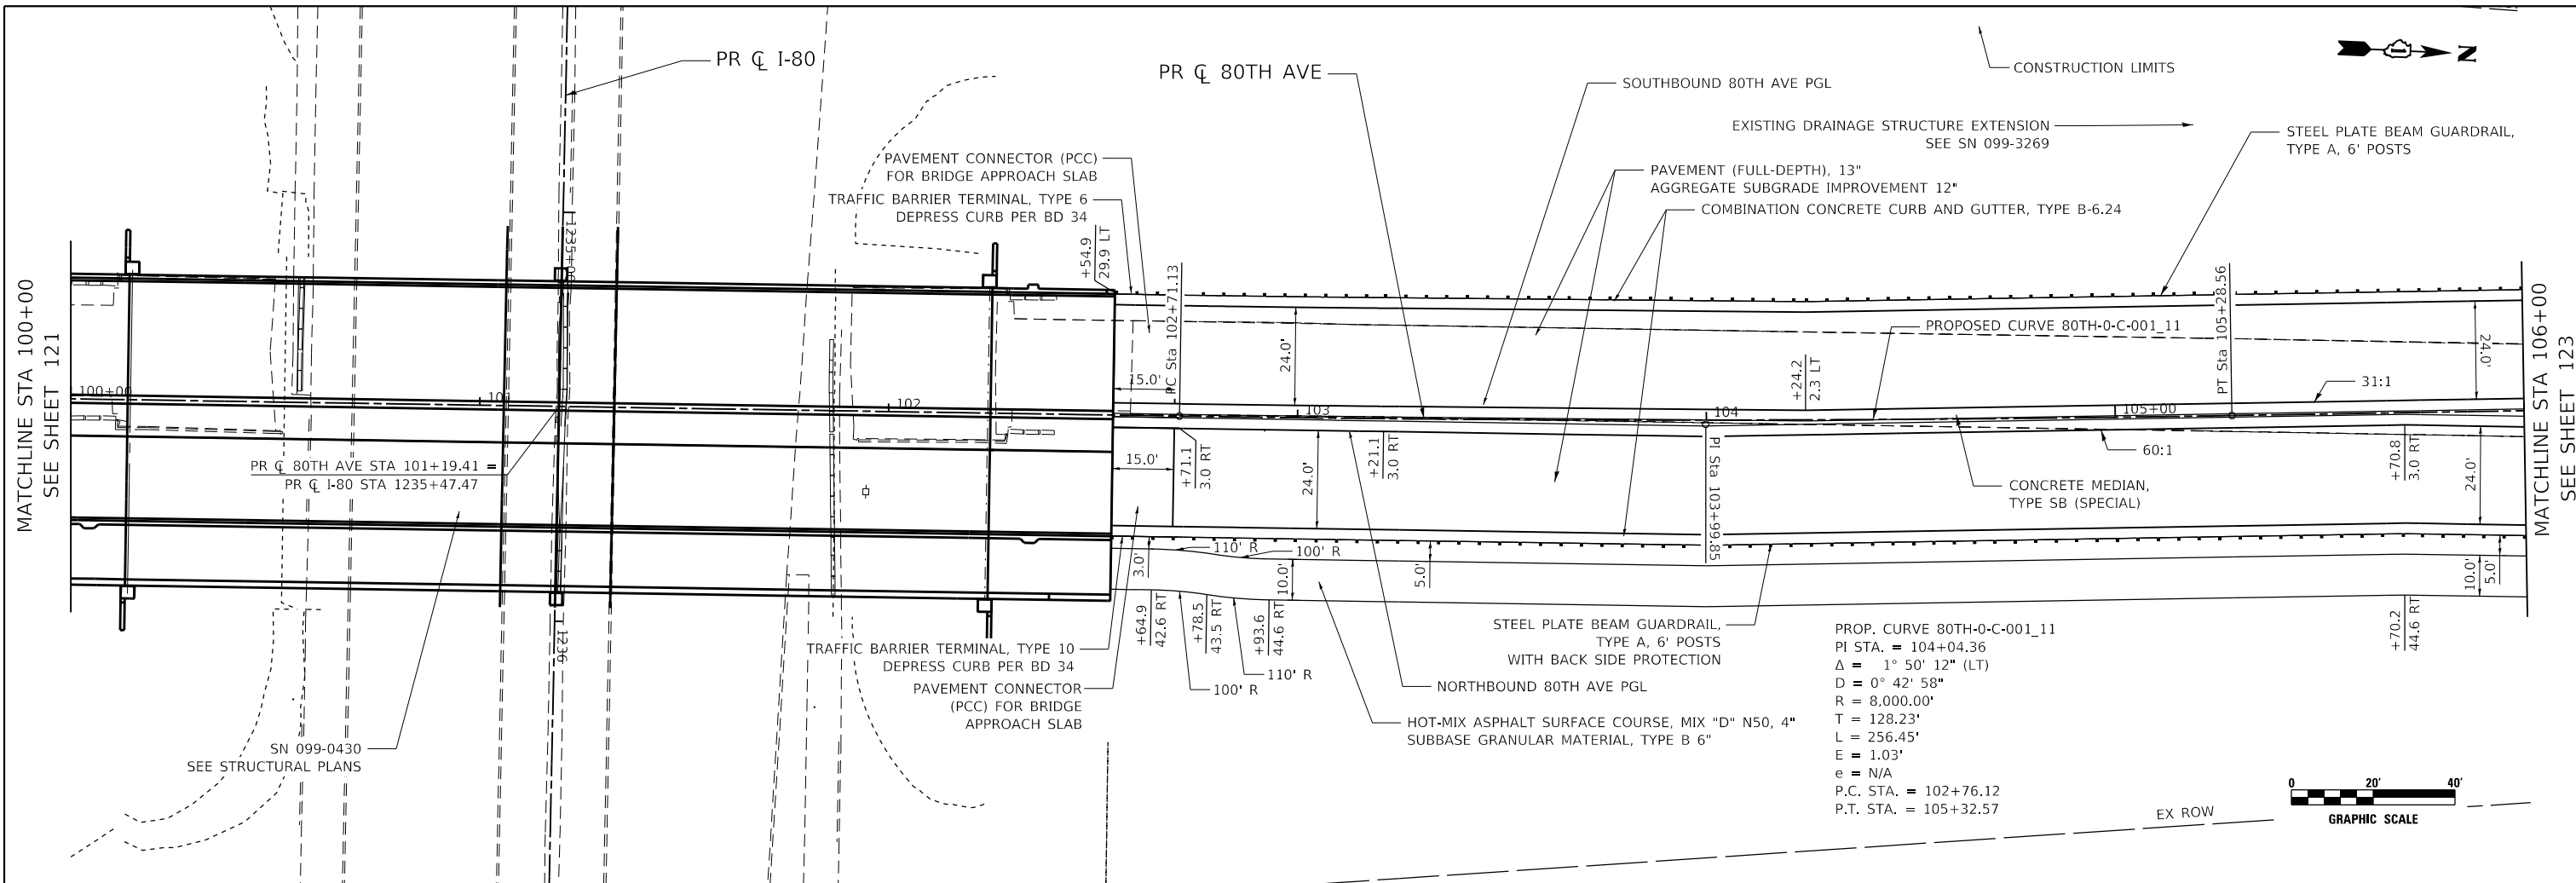 PR ℄ I-80
PR ℄ 80TH AVE
SOUTHBOUND 80TH AVE PGL
CONSTRUCTION LIMITS
N
EXISTING DRAINAGE STRUCTURE EXTENSION
SEE SN 099-3269
STEEL PLATE BEAM GUARDRAIL,
TYPE A, 6' POSTS
PAVEMENT CONNECTOR (PCC)
FOR BRIDGE APPROACH SLAB
TRAFFIC BARRIER TERMINAL, TYPE 6
DEPRESS CURB PER BD 34
PAVEMENT (FULL-DEPTH), 13"
AGGREGATE SUBGRADE IMPROVEMENT 12"
COMBINATION CONCRETE CURB AND GUTTER, TYPE B-6.24
MATCHLINE STA 100+00
SEE SHEET 121
1235+00
+54.9
29.9 LT
PC Sta 102+71.13
PT Sta 105+28.56
PROPOSED CURVE 80TH-0-C-001_11
24.0'
24.0'
+24.2
2.3 LT
31:1
15.0'
100+00
101
102
103
104
105+00
MATCHLINE STA 106+00
SEE SHEET 123
PR ℄ 80TH AVE STA 101+19.41 =
PR ℄ I-80 STA 1235+47.47
15.0'
+71.1
3.0 RT
24.0'
+21.1
3.0 RT
PI Sta 103+99.85
60:1
+70.8
3.0 RT
24.0'
CONCRETE MEDIAN,
TYPE SB (SPECIAL)
3.0'
110' R
100' R
10.0'
5.0'
10.0'
5.0'
1236
+64.9
42.6 RT
+78.5
43.5 RT
+93.6
44.6 RT
+70.2
44.6 RT
TRAFFIC BARRIER TERMINAL, TYPE 10
DEPRESS CURB PER BD 34
PAVEMENT CONNECTOR
(PCC) FOR BRIDGE
APPROACH SLAB
110' R
100' R
STEEL PLATE BEAM GUARDRAIL,
TYPE A, 6' POSTS
WITH BACK SIDE PROTECTION
NORTHBOUND 80TH AVE PGL
HOT-MIX ASPHALT SURFACE COURSE, MIX "D" N50, 4"
SUBBASE GRANULAR MATERIAL, TYPE B 6"
SN 099-0430
SEE STRUCTURAL PLANS
PROP. CURVE 80TH-0-C-001_11
PI STA. = 104+04.36
Δ = 1° 50' 12" (LT)
D = 0° 42' 58"
R = 8,000.00'
T = 128.23'
L = 256.45'
E = 1.03'
e = N/A
P.C. STA. = 102+76.12
P.T. STA. = 105+32.57
EX ROW
0 20' 40'
GRAPHIC SCALE